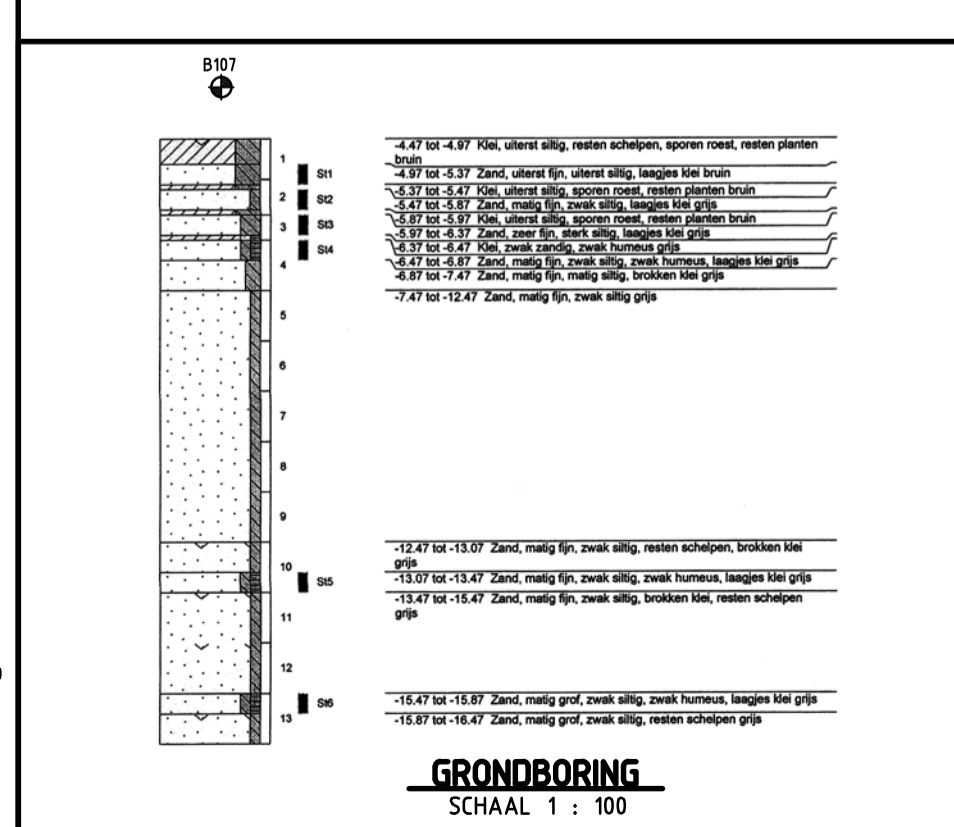 B107
1
St1
2
St2
3
St3
St4
4
5
6
7
8
9
10
St5
11
12
St6
13
-4.47 tot -4.97 Klei, uiterst siltig, resten schelpen, sporen roest, resten planten
bruin
-4.97 tot -5.37 Zand, uiterst fijn, uiterst siltig, laagjes klei bruin
-5.37 tot -5.47 Klei, uiterst siltig, sporen roest, resten planten bruin
-5.47 tot -5.87 Zand, matig fijn, zwak siltig, laagjes klei grijs
-5.87 tot -5.97 Klei, uiterst siltig, sporen roest, resten planten bruin
-5.97 tot -6.37 Zand, zeer fijn, sterk siltig, laagjes klei grijs
-6.37 tot -6.47 Klei, zwak zandig, zwak humeus grijs
-6.47 tot -6.87 Zand, matig fijn, zwak siltig, zwak humeus, laagjes klei grijs
-6.87 tot -7.47 Zand, matig fijn, matig siltig, brokken klei grijs
-7.47 tot -12.47 Zand, matig fijn, zwak siltig grijs
-12.47 tot -13.07 Zand, matig fijn, zwak siltig, resten schelpen, brokken klei
grijs
-13.07 tot -13.47 Zand, matig fijn, zwak siltig, zwak humeus, laagjes klei grijs
-13.47 tot -15.47 Zand, matig fijn, zwak siltig, brokken klei, resten schelpen
grijs
-15.47 tot -15.87 Zand, matig grof, zwak siltig, zwak humeus, laagjes klei grijs
-15.87 tot -16.47 Zand, matig grof, zwak siltig, resten schelpen grijs
GRONDBORING
SCHAAL 1 : 100